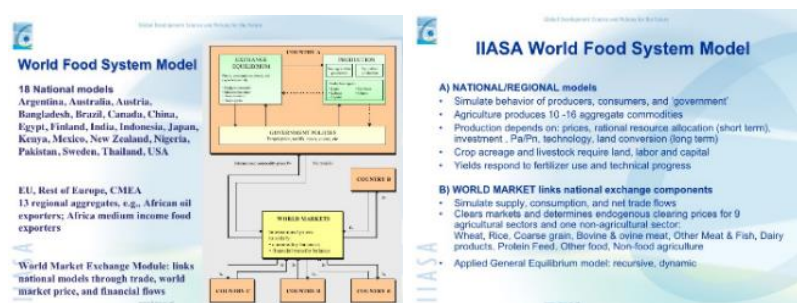 World Food System Model
18 National models
Argentina, Australia, Austria,
Bangladesh, Brazil, Canada, China,
Egypt, Finland, India, Indonesia, Japan,
Kenya, Mexico, New Zealand, Nigeria,
Pakistan, Sweden, Thailand, USA
EU, Rest of Europe, CMEA
13 regional aggregates, e.g., African oil
exporters; Africa medium income food
exporters
World Market Exchange Module: links
national models through trade, world
market price, and financial flows
COUNTRY A
EXCHANGE
EQUILIBRIUM
PRODUCTION
GOVERNMENT POLICIES
COUNTRY B
WORLD MARKETS
COUNTRY C
COUNTRY D
COUNTRY E
IIASA
IIASA World Food System Model
A) NATIONAL/REGIONAL models
• Simulate behavior of producers, consumers, and 'government'
• Agriculture produces 10 -16 aggregate commodities
• Production depends on: prices, rational resource allocation (short term),
investment , Pa/Pn, technology, land conversion (long term)
• Crop acreage and livestock require land, labor and capital
• Yields respond to fertilizer use and technical progress
B) WORLD MARKET links national exchange components
• Simulate supply, consumption, and net trade flows
• Clears markets and determines endogenous clearing prices for 9
agricultural sectors and one non-agricultural sector:
Wheat, Rice, Coarse grain, Bovine & ovine meat, Other Meat & Fish, Dairy
products, Protein Feed, Other food, Non-food agriculture
• Applied General Equilibrium model: recursive, dynamic
IIASA